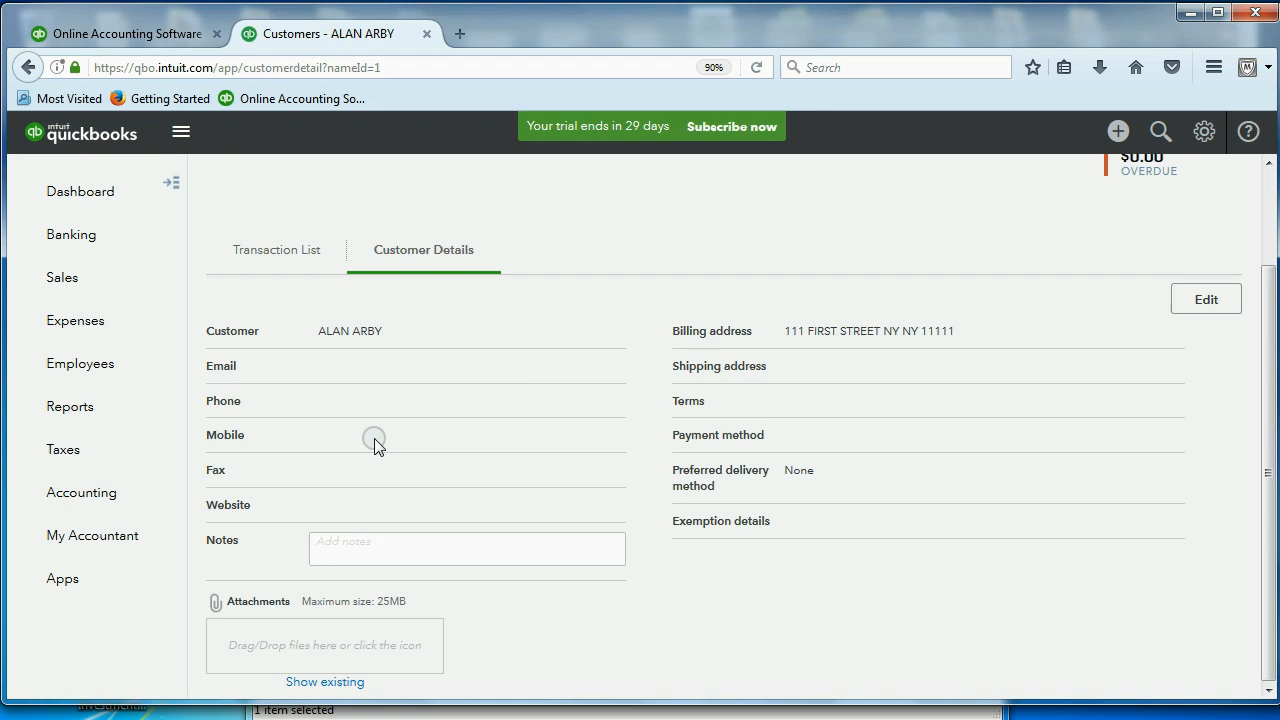 Online Accounting Software
Customers - ALAN ARBY
https://qbo.intuit.com/app/customerdetail?nameId=1
90%
Search
Most Visited
Getting Started
Online Accounting So...
intuit
quickbooks
Your trial ends in 29 days Subscribe now
$0.00
OVERDUE
Dashboard
Banking
Sales
Expenses
Employees
Reports
Taxes
Accounting
My Accountant
Apps
Transaction List
Customer Details
Edit
Customer ALAN ARBY
Email
Phone
Mobile
Fax
Website
Notes Add notes
Attachments Maximum size: 25MB
Drag/Drop files here or click the icon
Show existing
Billing address 111 FIRST STREET NY NY 11111
Shipping address
Terms
Payment method
Preferred delivery method None
Exemption details
Investment...
1 item selected